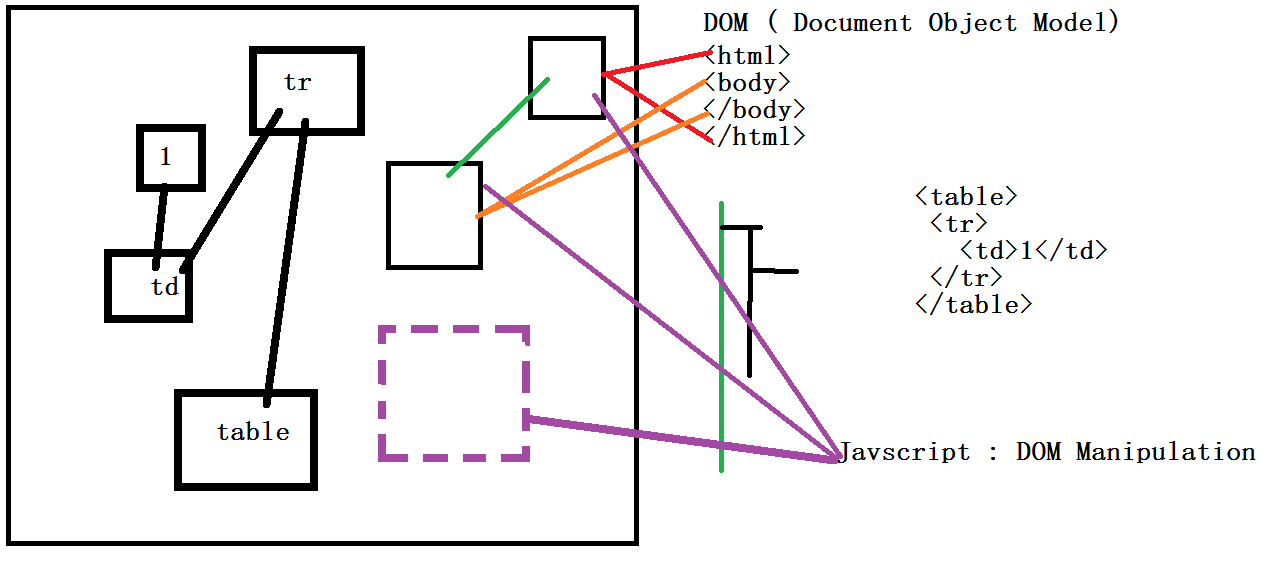 DOM ( Document Object Model)
<html>
<body>
</body>
</html>
tr
1
td
table
<table>
<tr>
<td>1</td>
</tr>
</table>
Javscript : DOM Manipulation